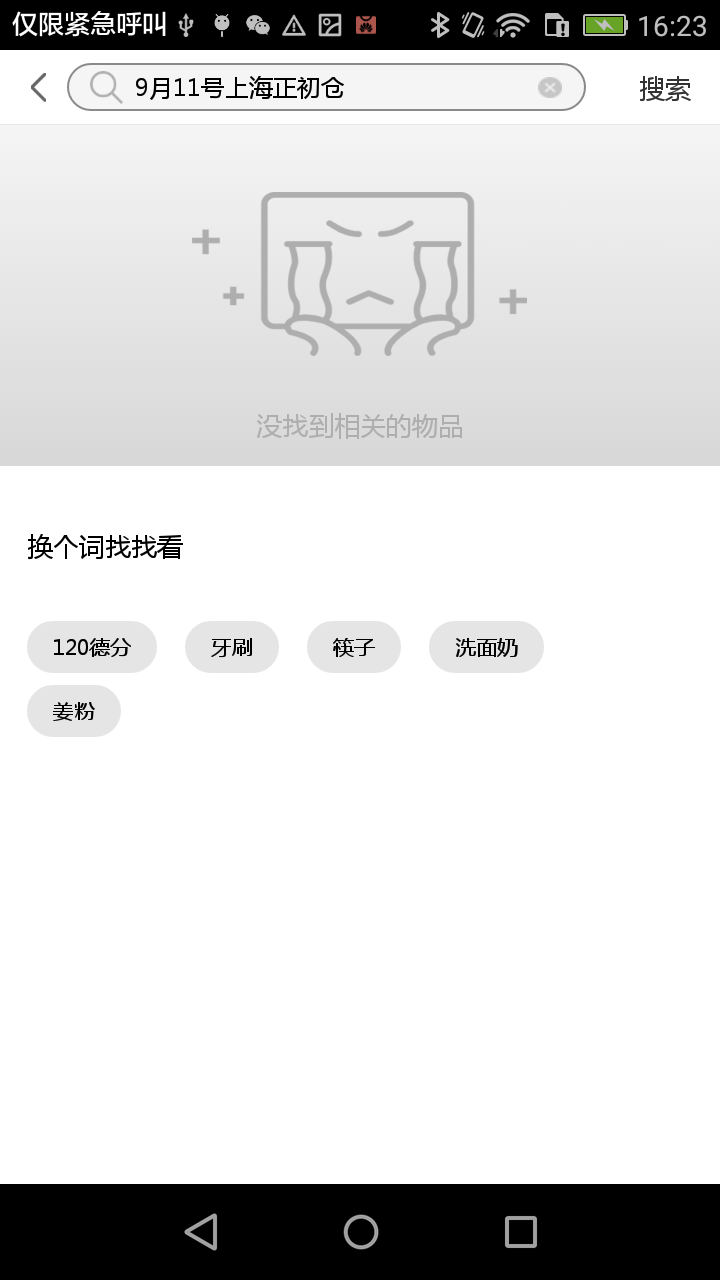 仅限紧急呼叫 16:23
9月11号上海正初仓 搜索
没找到相关的物品
换个词找找看
120德分 牙刷 筷子 洗面奶
姜粉